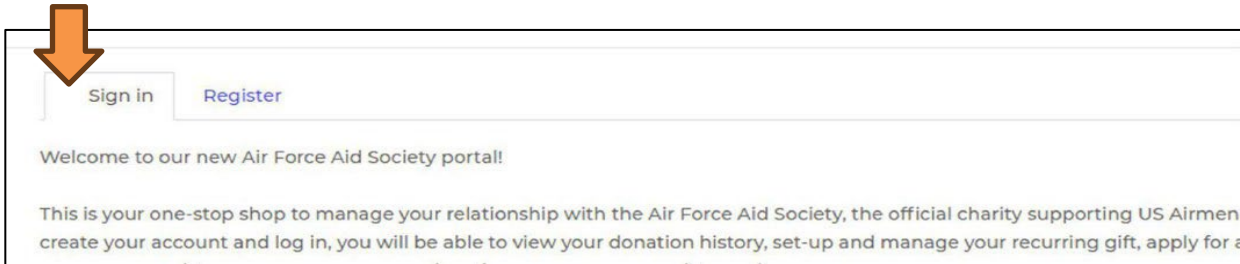 Sign in Register
Welcome to our new Air Force Aid Society portal!
This is your one-stop shop to manage your relationship with the Air Force Aid Society, the official charity supporting US Airmen
create your account and log in, you will be able to view your donation history, set-up and manage your recurring gift, apply for